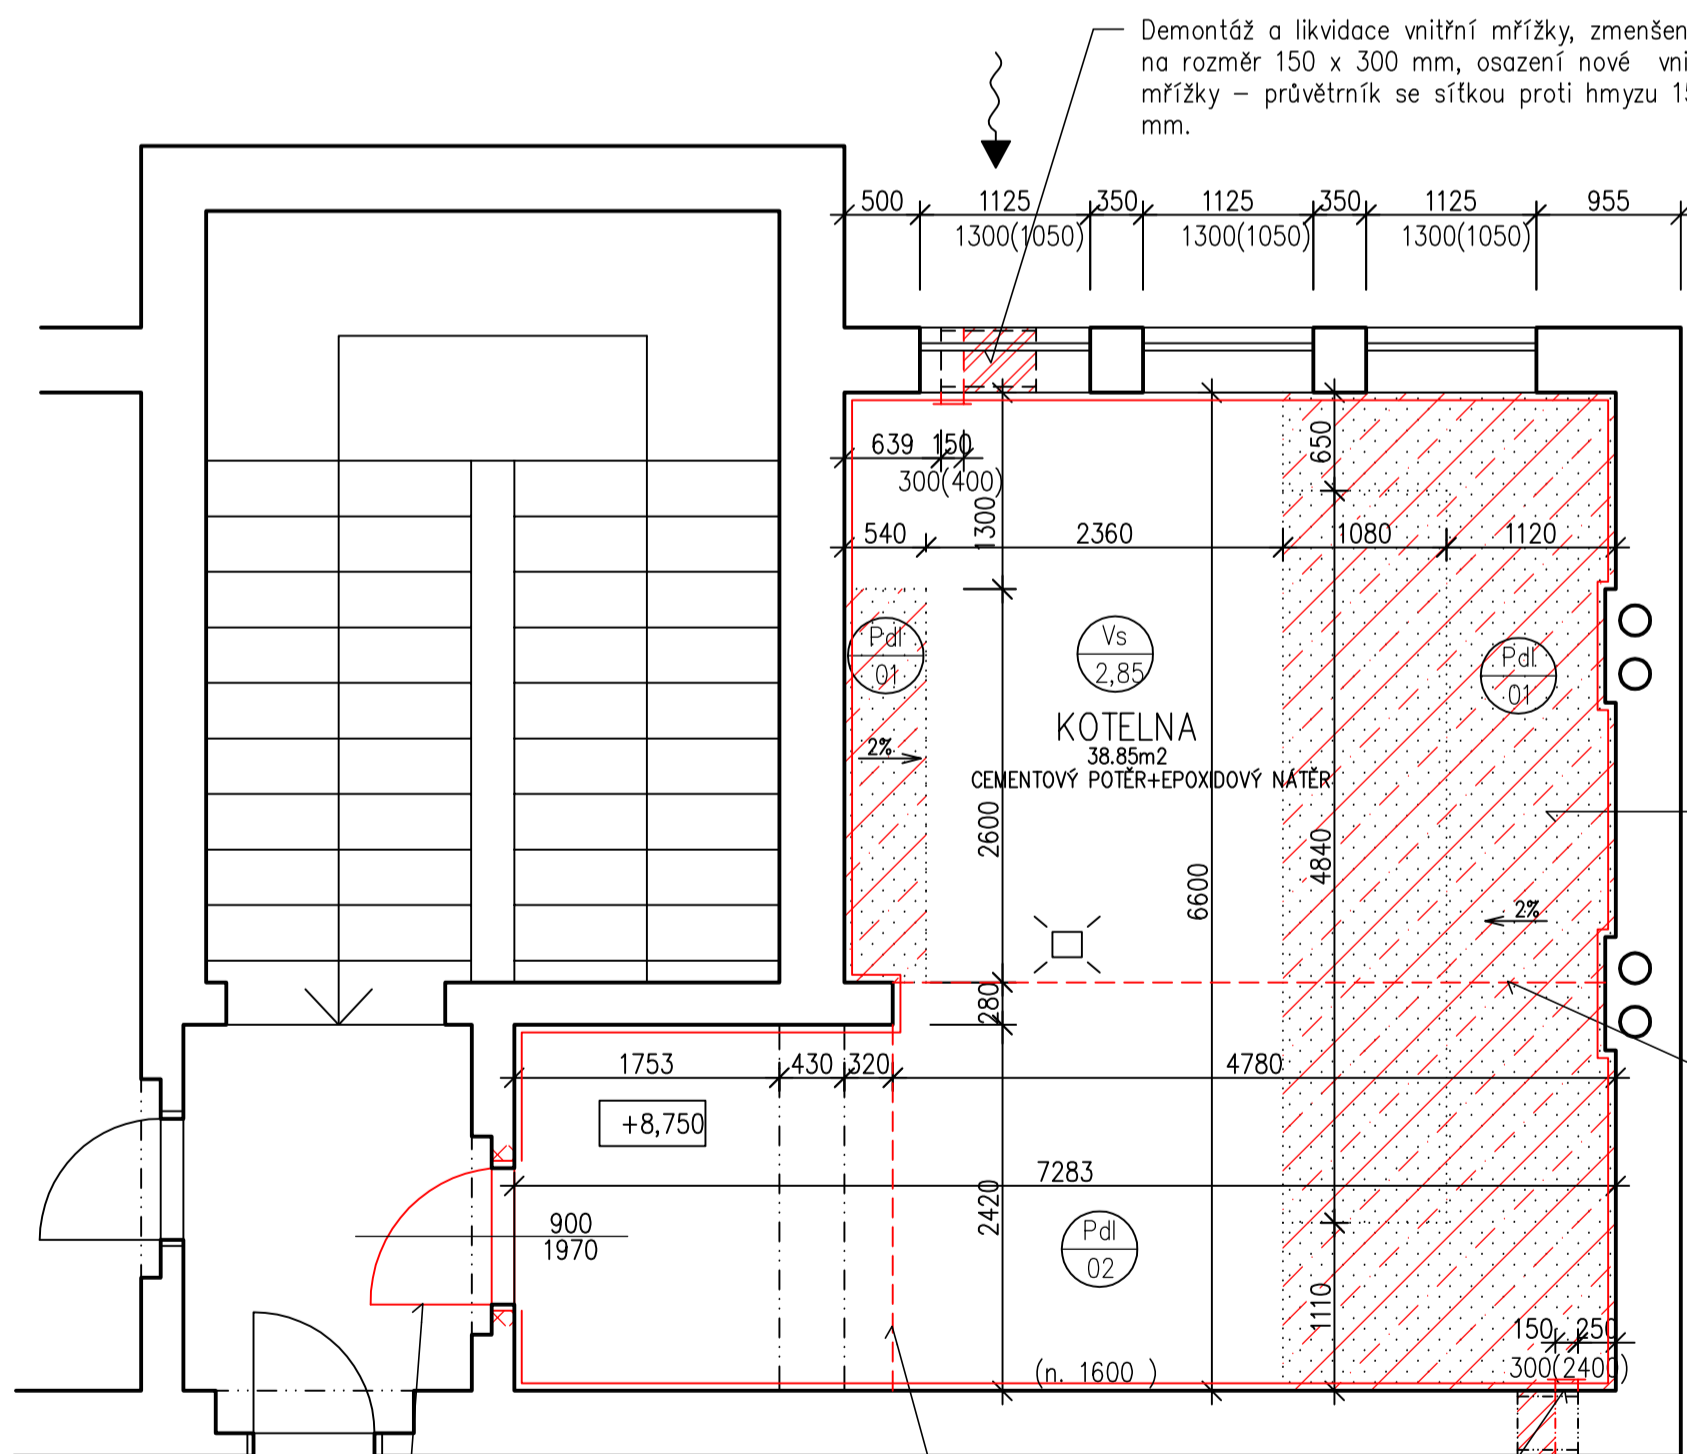 Demontáž a likvidace vnitřní mřížky, zmenšen
na rozměr 150 x 300 mm, osazení nové vni
mřížky – průvětrník se síťkou proti hmyzu 15
mm.
500 1125 350 1125 350 1125 955
1300(1050) 1300(1050) 1300(1050)
639 150
300(400)
650
1300
540 2360 1080 1120
Pdl
01
Vs
2,85
Pdl
01
KOTELNA
38.85m2
CEMENTOVÝ POTĚR+EPOXIDOVÝ NÁTĚR
2%
2600
4840
6600
2%
280
1753 430 320 4780
+8,750
7283
2420
900
1970
Pdl
02
1110
150 250
300(2400)
(n. 1600 )